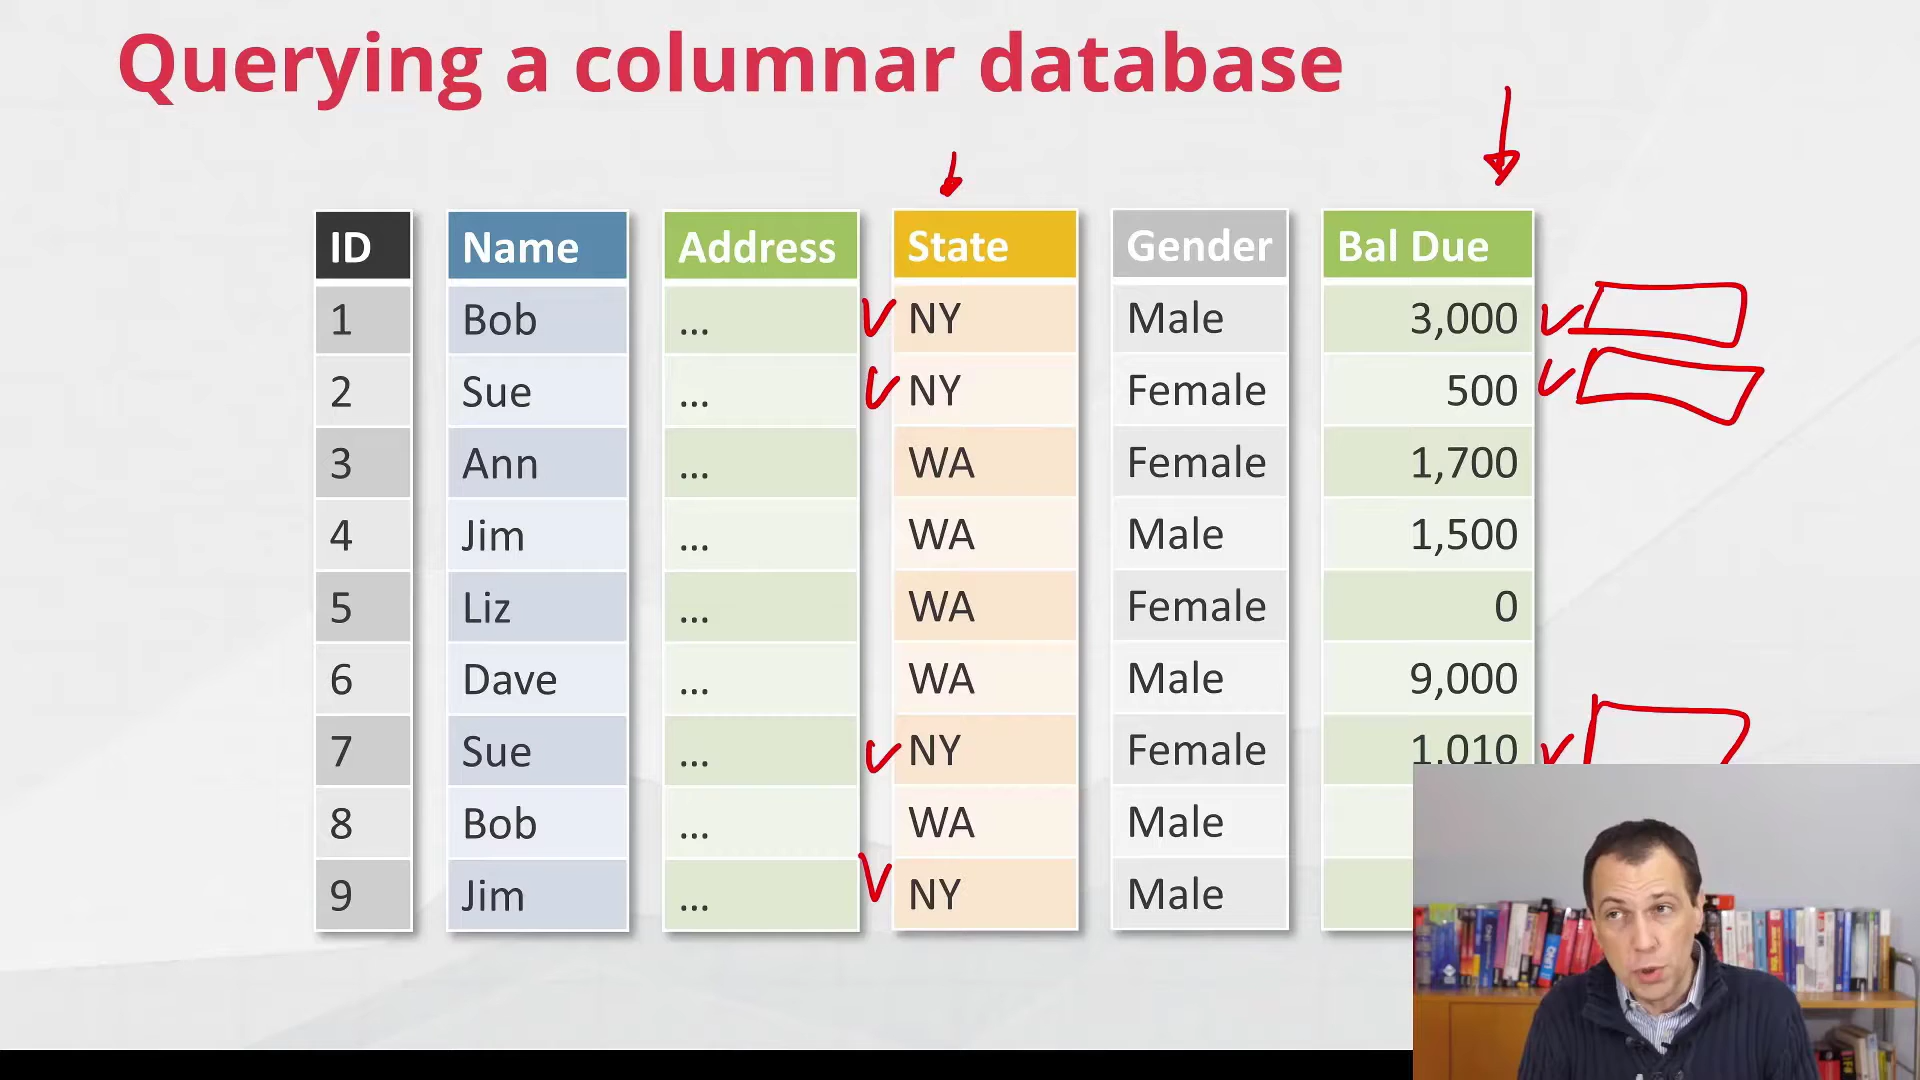 Querying a columnar database
ID Name Address State Gender Bal Due
1 Bob ... NY Male 3,000
2 Sue ... NY Female 500
3 Ann ... WA Female 1,700
4 Jim ... WA Male 1,500
5 Liz ... WA Female 0
6 Dave ... WA Male 9,000
7 Sue ... NY Female 1,010
8 Bob ... WA Male
9 Jim ... NY Male
LINQ